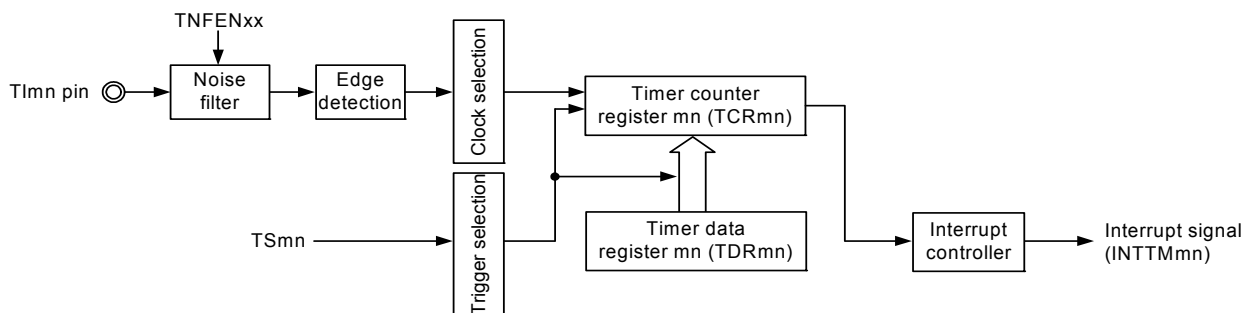 TNFENxx
TImn pin
Noise
filter
Edge
detection
Clock selection
Timer counter
register mn (TCRmn)
TSmn
Trigger selection
Timer data
register mn (TDRmn)
Interrupt
controller
Interrupt signal
(INTTMmn)